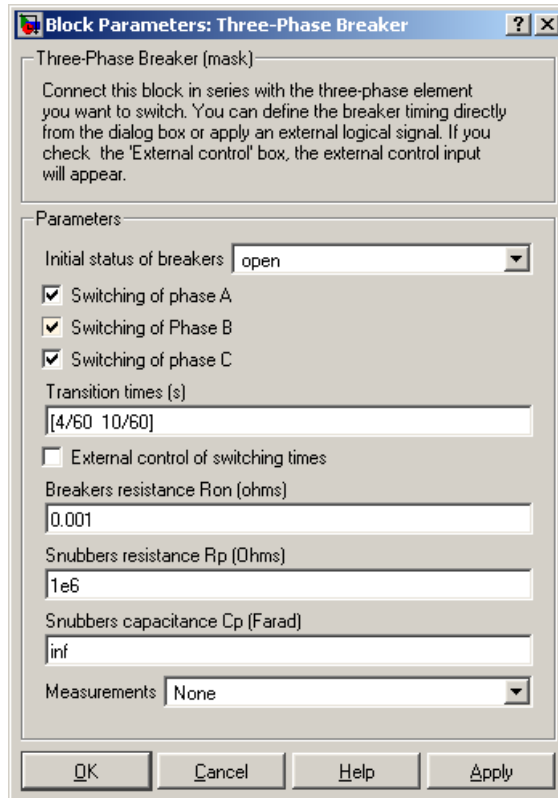 Block Parameters: Three-Phase Breaker
Three-Phase Breaker (mask)
Connect this block in series with the three-phase element
you want to switch. You can define the breaker timing directly
from the dialog box or apply an external logical signal. If you
check the 'External control' box, the external control input
will appear.
Parameters
Initial status of breakers open
Switching of phase A
Switching of Phase B
Switching of phase C
Transition times (s)
[4/60 10/60]
External control of switching times
Breakers resistance Ron (ohms)
0.001
Snubbers resistance Rp (Ohms)
1e6
Snubbers capacitance Cp (Farad)
inf
Measurements None
OK Cancel Help Apply